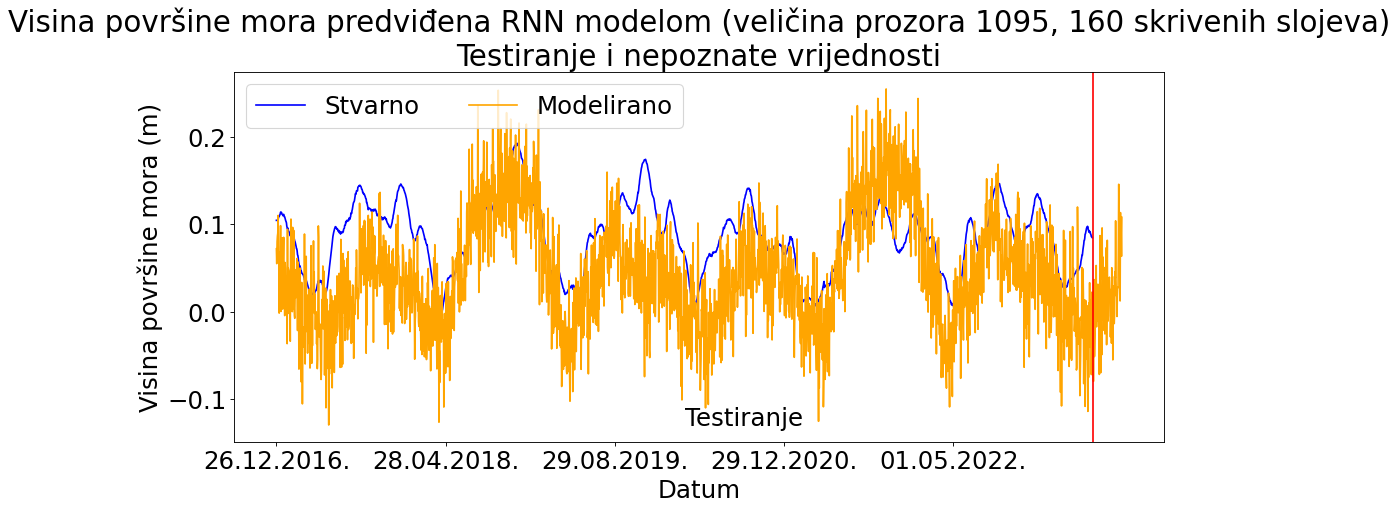 Visina površine mora predviđena RNN modelom (veličina prozora 1095, 160 skrivenih slojeva)
Testiranje i nepoznate vrijednosti
Stvarno
Modelirano
Visina površine mora (m)
0.2
0.1
0.0
−0.1
Testiranje
26.12.2016.
28.04.2018.
29.08.2019.
29.12.2020.
01.05.2022.
Datum